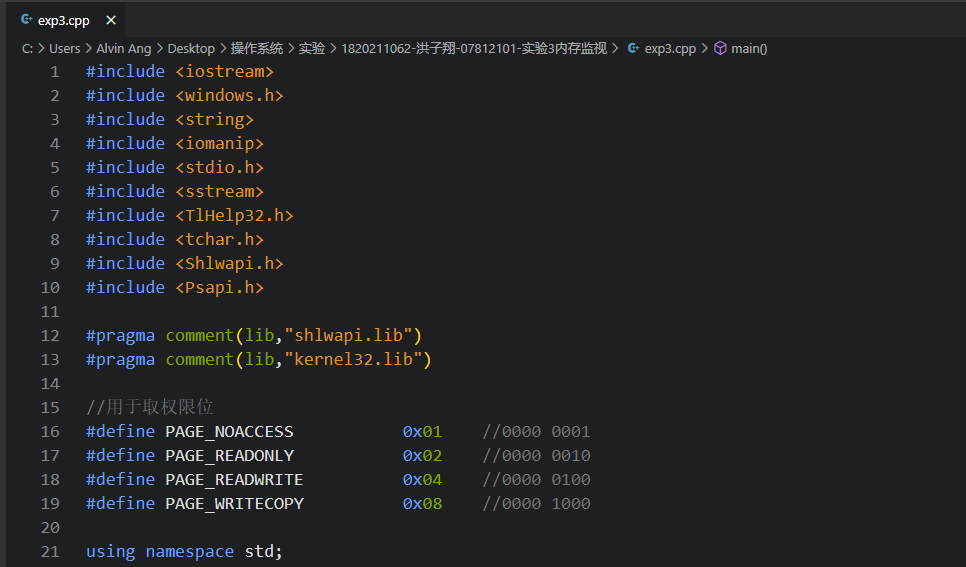 exp3.cpp ×
C: > Users > Alvin Ang > Desktop > 操作系统 > 实验 > 1820211062-洪子翔-07812101-实验3内存监视 > exp3.cpp > main()
1 #include <iostream>
2 #include <windows.h>
3 #include <string>
4 #include <iomanip>
5 #include <stdio.h>
6 #include <sstream>
7 #include <TlHelp32.h>
8 #include <tchar.h>
9 #include <Shlwapi.h>
10 #include <Psapi.h>
11
12 #pragma comment(lib,"shlwapi.lib")
13 #pragma comment(lib,"kernel32.lib")
14
15 //用于取权限位
16 #define PAGE_NOACCESS 0x01 //0000 0001
17 #define PAGE_READONLY 0x02 //0000 0010
18 #define PAGE_READWRITE 0x04 //0000 0100
19 #define PAGE_WRITECOPY 0x08 //0000 1000
20
21 using namespace std;